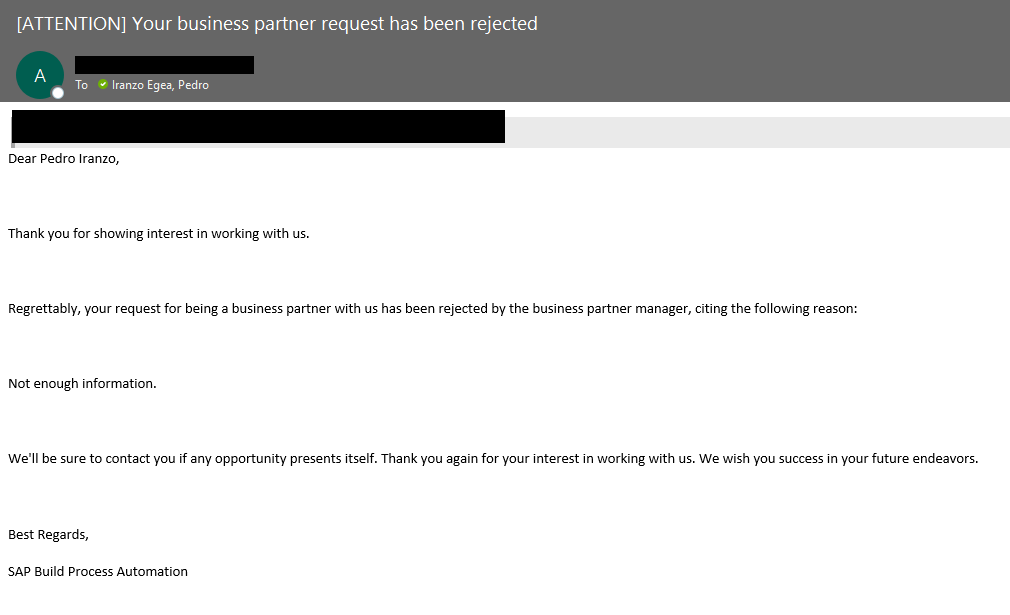 [ATTENTION] Your business partner request has been rejected
A
To Iranzo Egea, Pedro
Dear Pedro Iranzo,
Thank you for showing interest in working with us.
Regrettably, your request for being a business partner with us has been rejected by the business partner manager, citing the following reason:
Not enough information.
We'll be sure to contact you if any opportunity presents itself. Thank you again for your interest in working with us. We wish you success in your future endeavors.
Best Regards,
SAP Build Process Automation